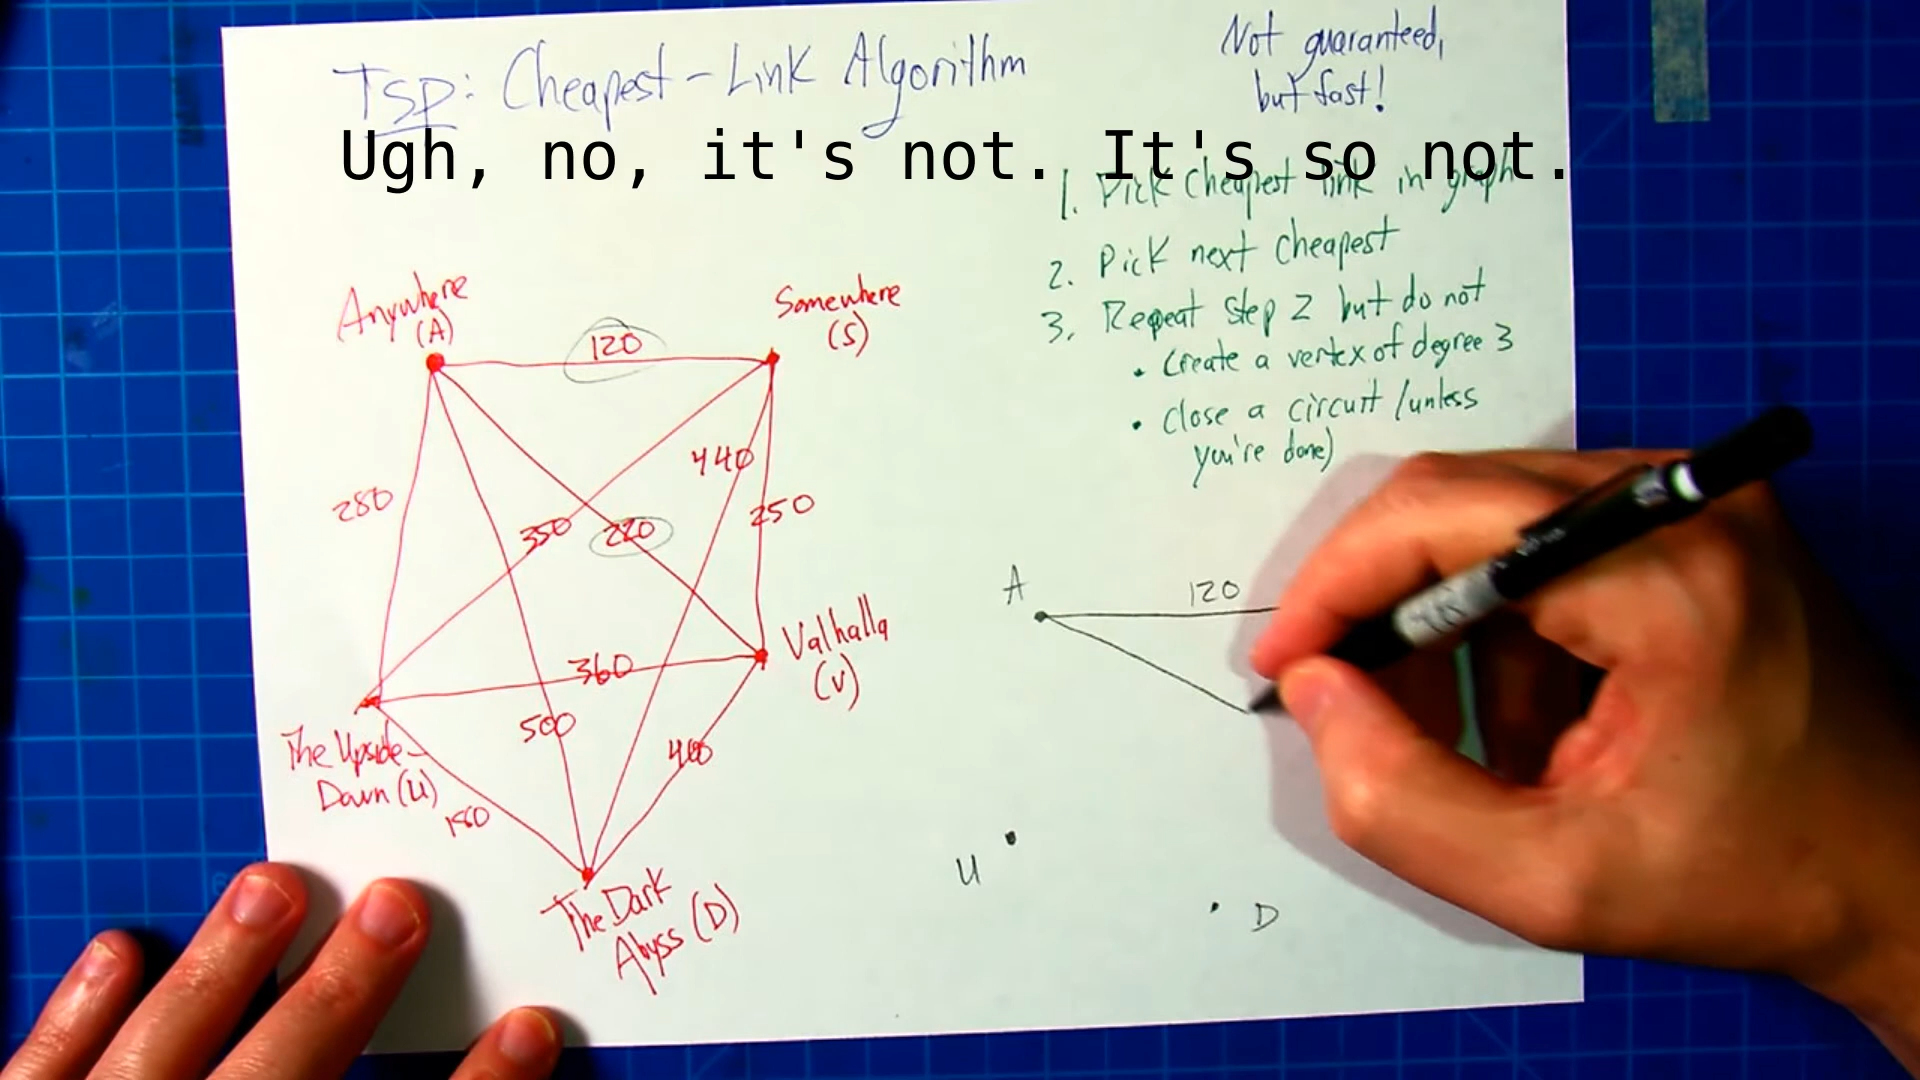 TSP: Cheapest-Link Algorithm
Not guaranteed,
but fast!
Ugh, no, it's not. It's so not.
1. Pick Cheapest link in graph
2. Pick next cheapest
3. Repeat step 2 but do not
• Create a vertex of degree 3
• Close a circuit (unless
you're done)
Anywhere
(A)
Somewhere
(S)
120
280
350
220
440
250
Valhalla
(V)
360
500
The Upside-
Down (U)
The Dark
Abyss (D)
A
120
U
D